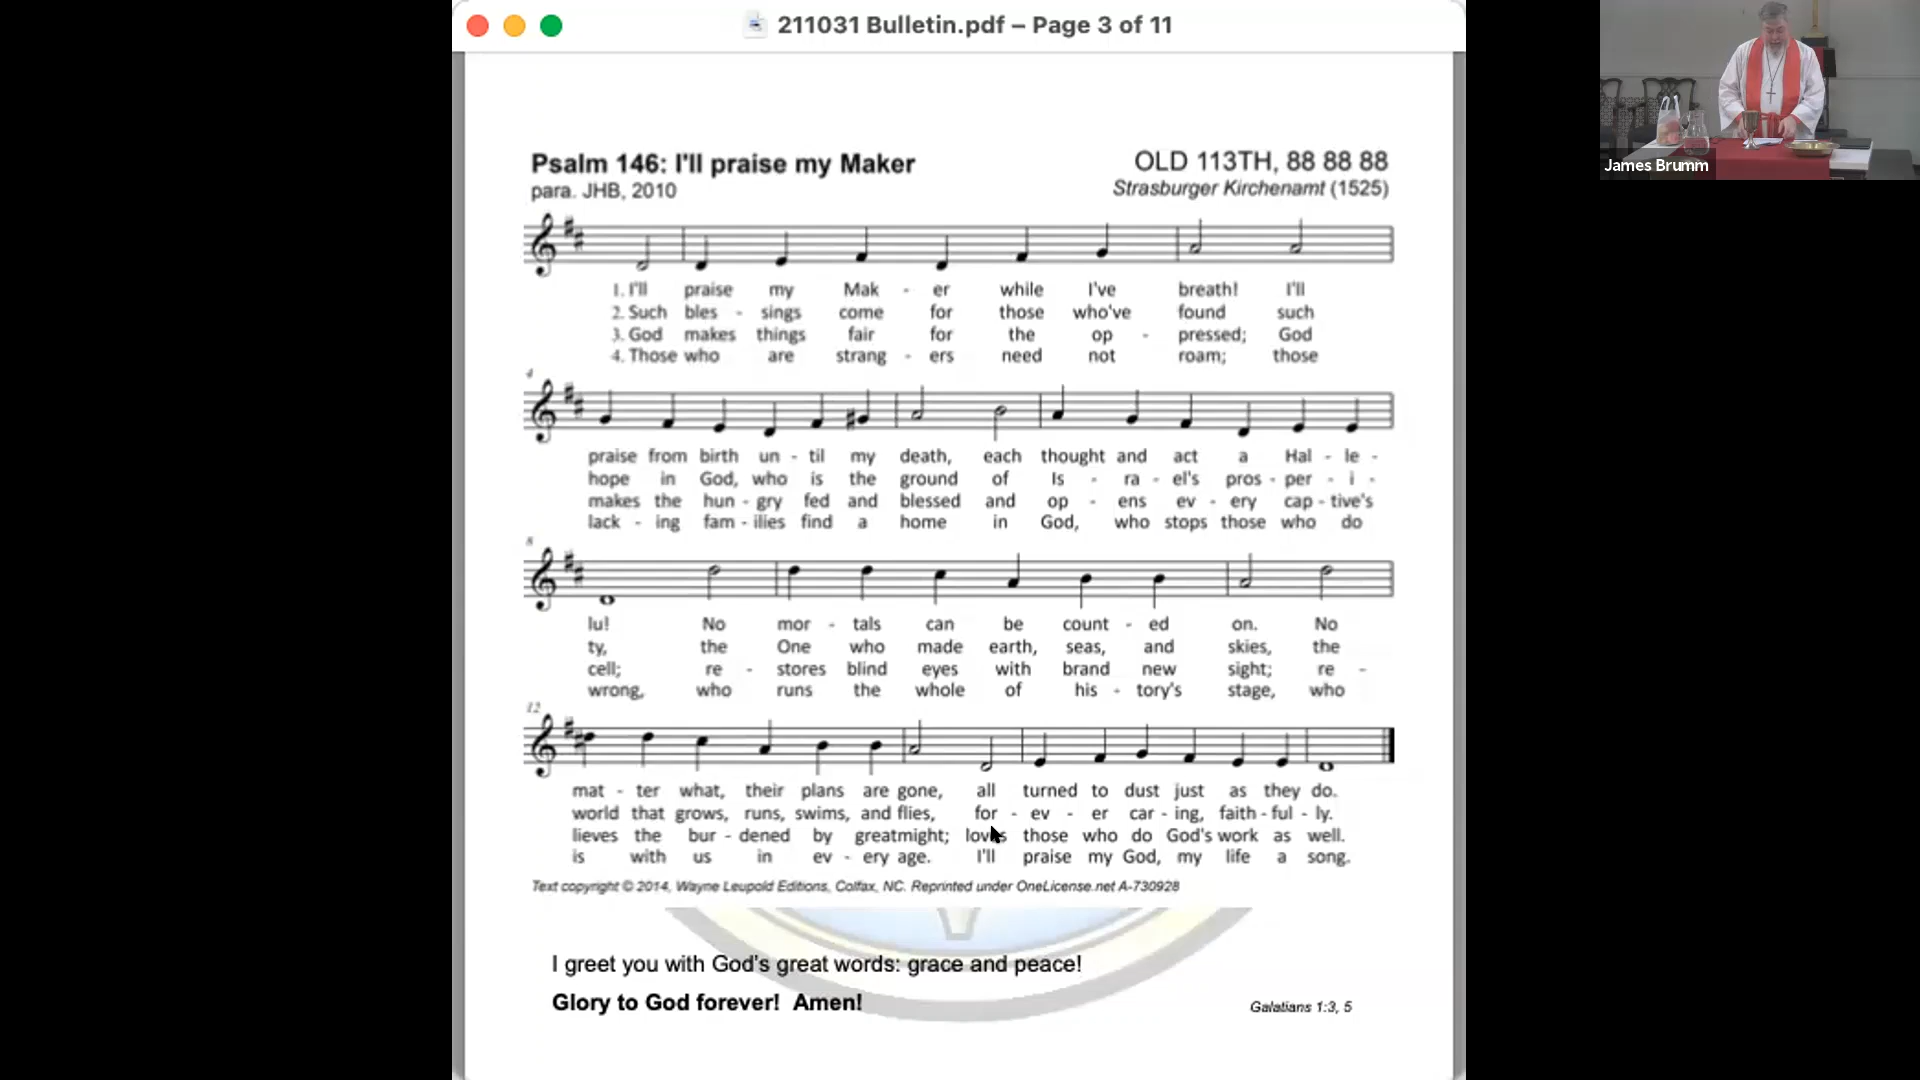 211031 Bulletin.pdf – Page 3 of 11
James Brumm
Psalm 146: I'll praise my Maker
OLD 113TH, 88 88 88
para. JHB, 2010
Strasburger Kirchenamt (1525)
1. I'll praise my Mak - er while I've breath! I'll
2. Such bles - sings come for those who've found such
3. God makes things fair for the op - pressed; God
4. Those who are strang - ers need not roam; those
4
praise from birth un - til my death, each thought and act a Hal - le -
hope in God, who is the ground of Is - ra - el's pros - per - i -
makes the hun - gry fed and blessed and op - ens ev - ery cap - tive's
lack - ing fam - ilies find a home in God, who stops those who do
8
lu! No mor - tals can be count - ed on. No
ty, the One who made earth, seas, and skies, the
cell; re - stores blind eyes with brand new sight; re -
wrong, who runs the whole of his - tory's stage, who
12
mat - ter what, their plans are gone, all turned to dust just as they do.
world that grows, runs, swims, and flies, for - ev - er car - ing, faith - ful - ly.
lieves the bur - dened by greatmight; loves those who do God's work as well.
is with us in ev - ery age. I'll praise my God, my life a song.
Text copyright © 2014, Wayne Leupold Editions, Colfax, NC. Reprinted under OneLicense.net A-730928
I greet you with God's great words: grace and peace!
Glory to God forever! Amen!
Galatians 1:3, 5